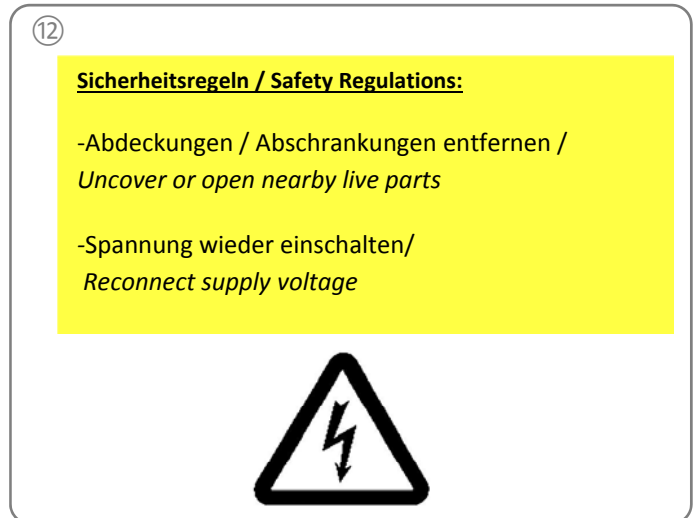 ⑫
Sicherheitsregeln / Safety Regulations:
-Abdeckungen / Abschrankungen entfernen /
Uncover or open nearby live parts
-Spannung wieder einschalten/
Reconnect supply voltage